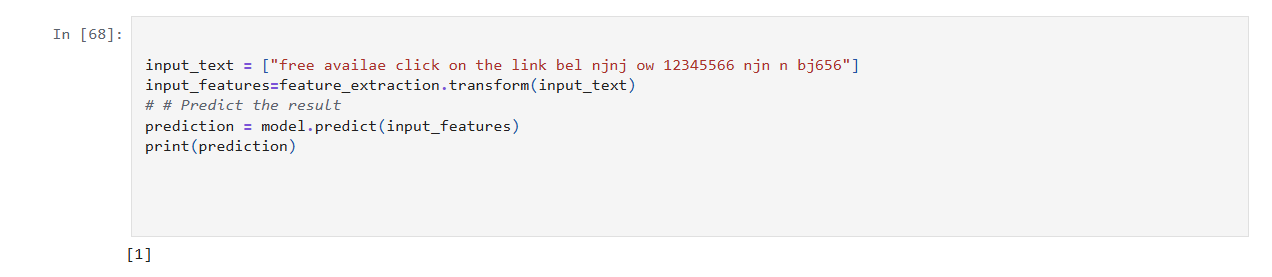 In [68]:
input_text = ["free availae click on the link bel njnj ow 12345566 njn n bj656"]
input_features=feature_extraction.transform(input_text)
# # Predict the result
prediction = model.predict(input_features)
print(prediction)
[1]